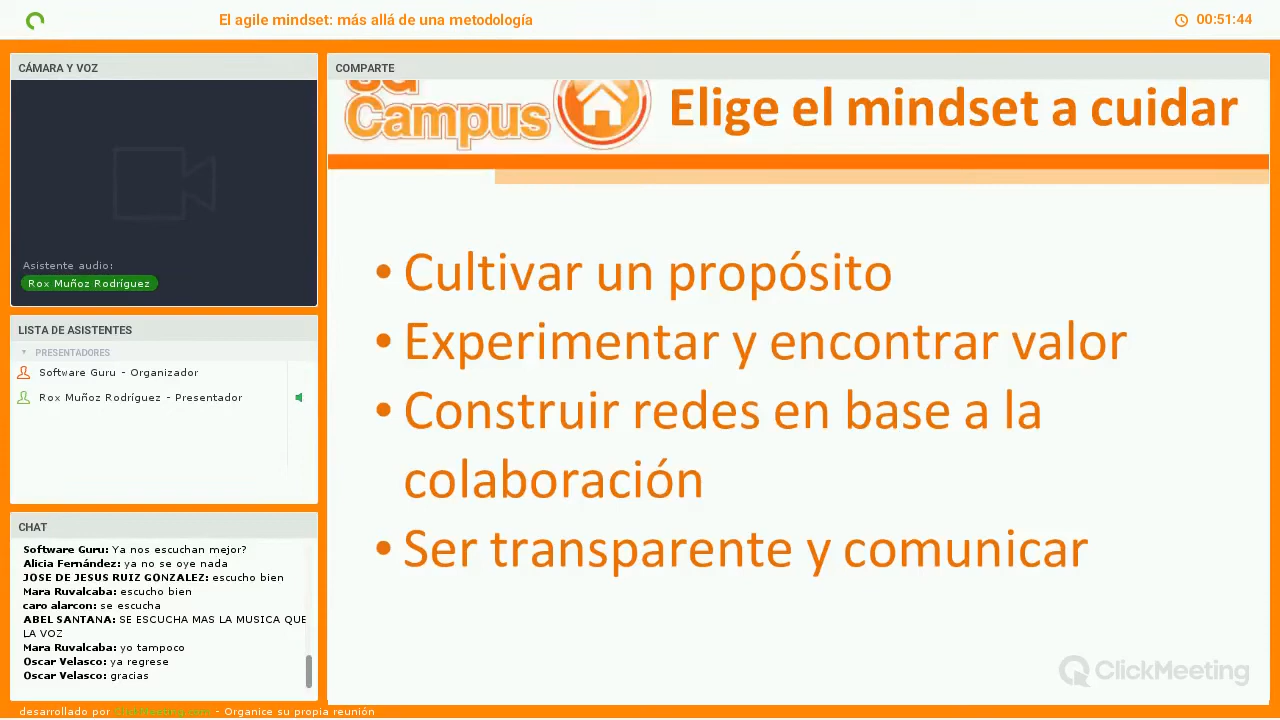 El agile mindset: más allá de una metodología
00:51:44
CÁMARA Y VOZ
Asistente audio:
Rox Muñoz Rodríguez
LISTA DE ASISTENTES
PRESENTADORES
Software Guru - Organizador
Rox Muñoz Rodríguez - Presentador
CHAT
Software Guru: Ya nos escuchan mejor?
Alicia Fernández: ya no se oye nada
JOSE DE JESUS RUIZ GONZALEZ: escucho bien
Mara Ruvalcaba: escucho bien
caro alarcon: se escucha
ABEL SANTANA: SE ESCUCHA MAS LA MUSICA QUE
LA VOZ
Mara Ruvalcaba: yo tampoco
Oscar Velasco: ya regrese
Oscar Velasco: gracias
COMPARTE
Campus
Elige el mindset a cuidar
• Cultivar un propósito
• Experimentar y encontrar valor
• Construir redes en base a la
colaboración
• Ser transparente y comunicar
ClickMeeting
desarrollado por ClickMeeting.com - Organice su propia reunión